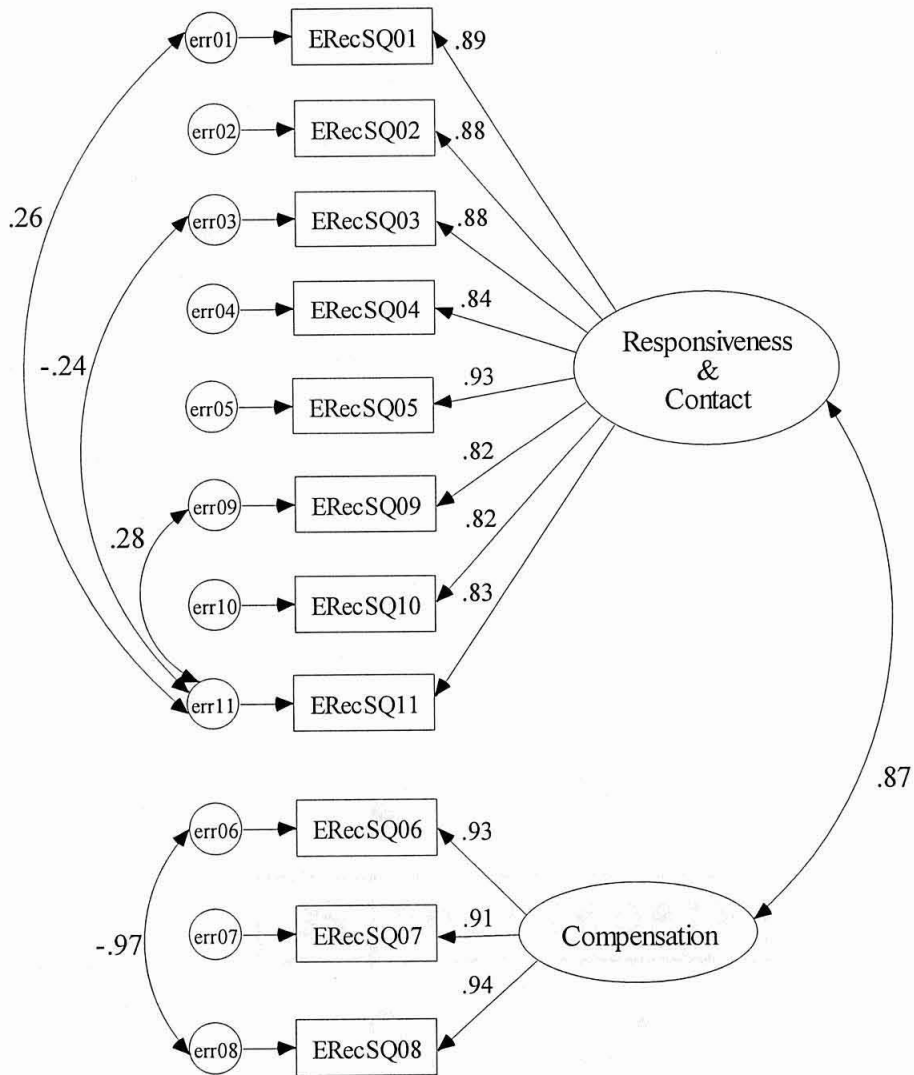 err01
ERecSQ01
.89
err02
ERecSQ02
.88
.26
err03
ERecSQ03
.88
err04
ERecSQ04
.84
-.24
Responsiveness
&
Contact
err05
ERecSQ05
.93
.82
err09
ERecSQ09
.28
.82
err10
ERecSQ10
.83
err11
ERecSQ11
.87
err06
ERecSQ06
.93
-.97
err07
ERecSQ07
.91
Compensation
.94
err08
ERecSQ08